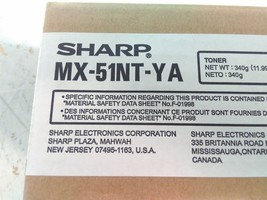 SHARP
TONER
MX-51NT-YA
NET WT : 340g (11.99
NETO : 340g
• SPECIFIC INFORMATION REGARDING THIS PRODUCT IS CONTAINED
"MATERIAL SAFETY DATA SHEET" No.F-01998
• DES INFORMATIONS CONCERNANT CE PRODUIT SONT
"MATERIAL SAFETY DATA SHEET" No.F-01998
SHARP ELECTRONICS CORPORATION
SHARP PLAZA, MAHWAH
NEW JERSEY 07495-1163, U.S.A.
SHARP ELECTRONICS
335 BRITANNIA ROAD
MISSISSAUGA, ONTARI
CANADA